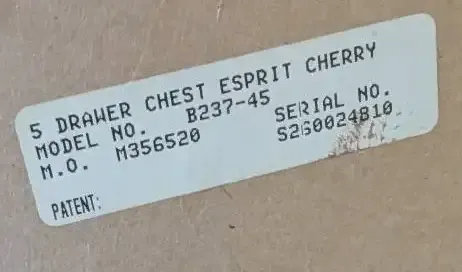 5 DRAWER CHEST ESPRIT CHERRY
MODEL NO. B237-45
M.O. M356520 SERIAL NO.
S260024810
PATENT: